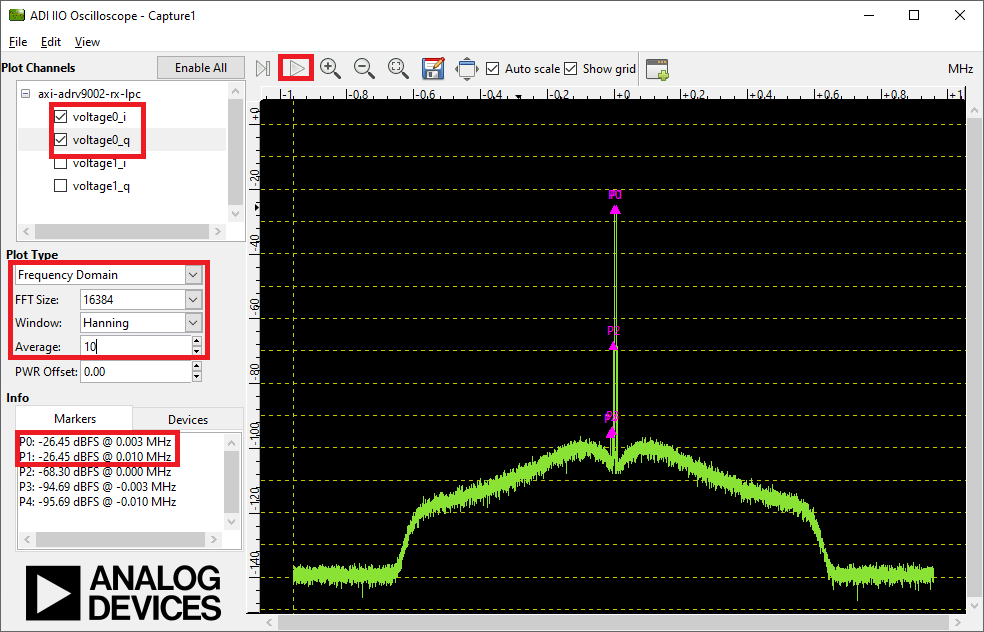 ADI IIO Oscilloscope - Capture1
File Edit View
Plot Channels Enable All Auto scale Show grid MHz
axi-adrv9002-rx-lpc
voltage0_i
voltage0_q
voltage1_i
voltage1_q
Plot Type
Frequency Domain
FFT Size: 16384
Window: Hanning
Average: 10
PWR Offset: 0.00
Info
Markers Devices
P0: -26.45 dBFS @ 0.003 MHz
P1: -26.45 dBFS @ 0.010 MHz
P2: -68.30 dBFS @ 0.000 MHz
P3: -94.69 dBFS @ -0.003 MHz
P4: -95.69 dBFS @ -0.010 MHz
ANALOG
DEVICES
-1 -0.8 -0.6 -0.4 -0.2 +0 +0.2 +0.4 +0.6 +0.8 +1
+0
-20
-40
-60
-80
-100
-120
-140
P2